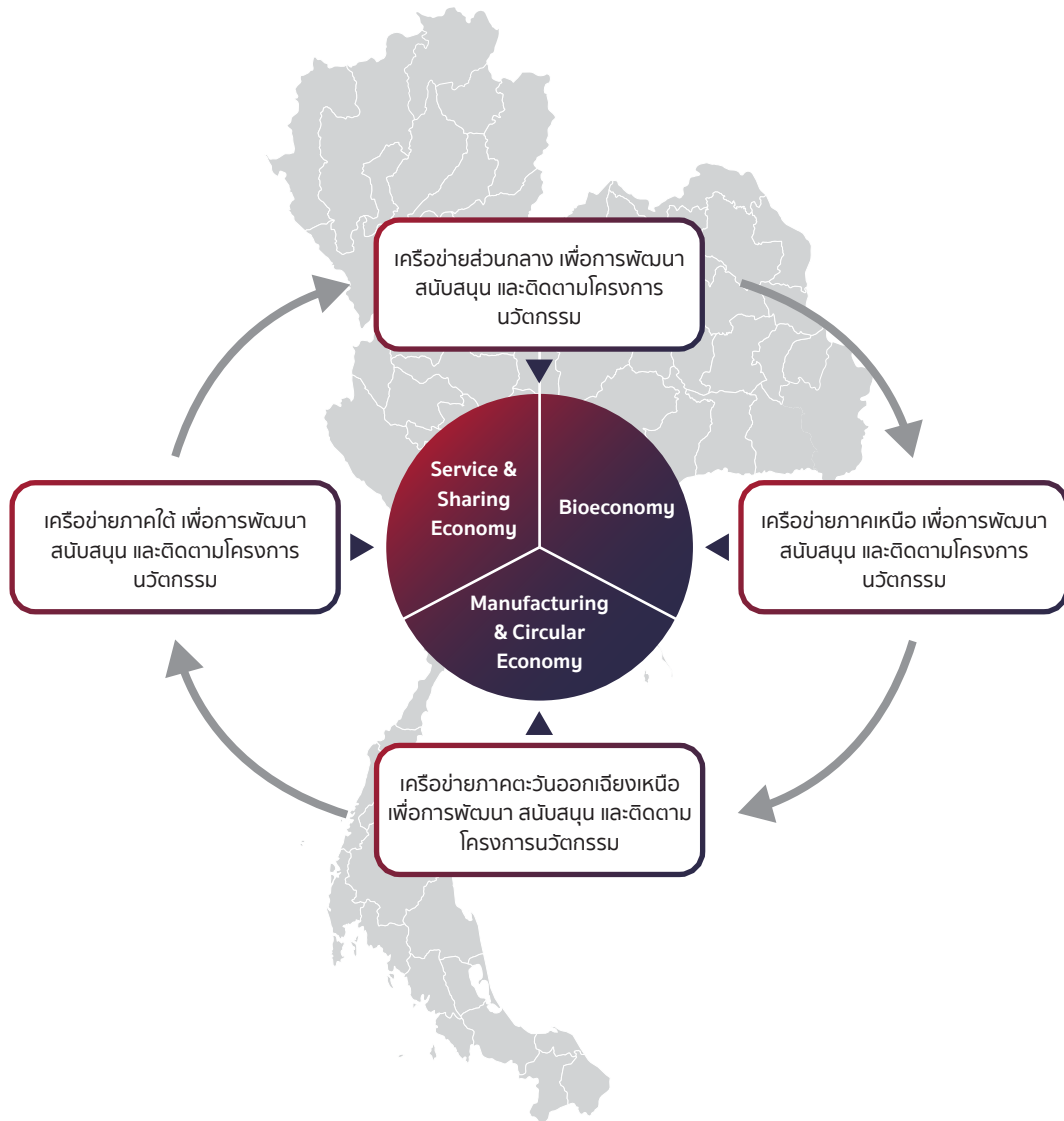 เครือข่ายส่วนกลาง เพื่อการพัฒนา
สนับสนุน และติดตามโครงการ
นวัตกรรม
Service &
Sharing
Economy
Bioeconomy
Manufacturing
& Circular
Economy
เครือข่ายภาคใต้ เพื่อการพัฒนา
สนับสนุน และติดตามโครงการ
นวัตกรรม
เครือข่ายภาคเหนือ เพื่อการพัฒนา
สนับสนุน และติดตามโครงการ
นวัตกรรม
เครือข่ายภาคตะวันออกเฉียงเหนือ
เพื่อการพัฒนา สนับสนุน และติดตาม
โครงการนวัตกรรม